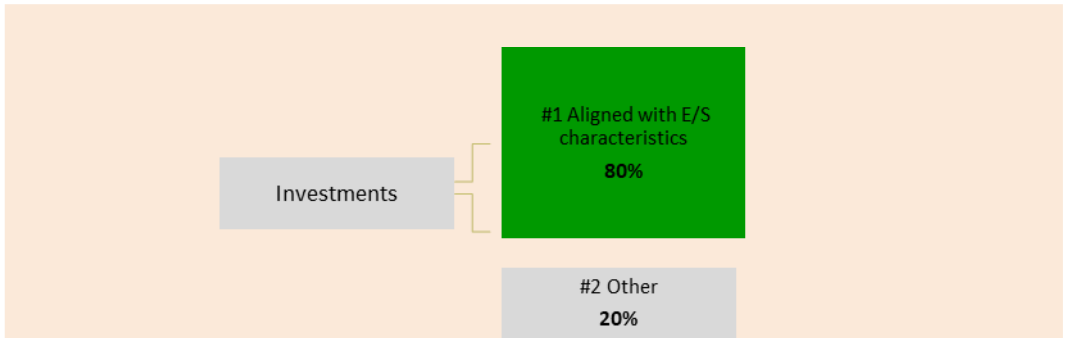 #1 Aligned with E/S
characteristics
80%
Investments
#2 Other
20%